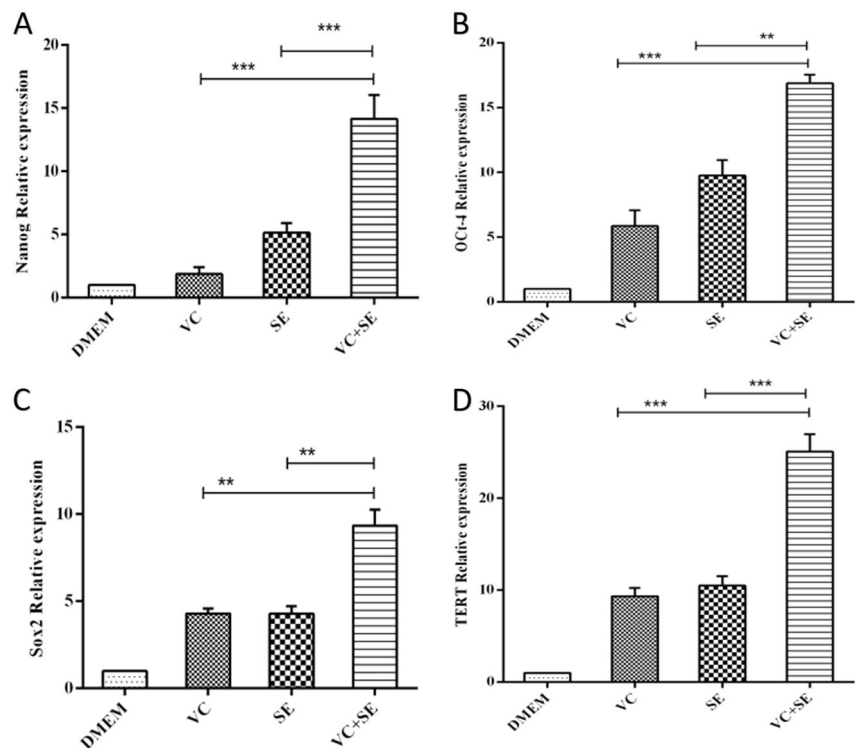 A
Nanog Relative expression
20
15
10
5
0
***
***
DMEM
VC
SE
VC+SE
B
OCt-4 Relative expression
20
15
10
5
0
**
***
DMEM
VC
SE
VC+SE
C
Sox2 Relative expression
15
10
5
0
**
**
DMEM
VC
SE
VC+SE
D
TERT Relative expression
30
20
10
0
***
***
DMEM
VC
SE
VC+SE